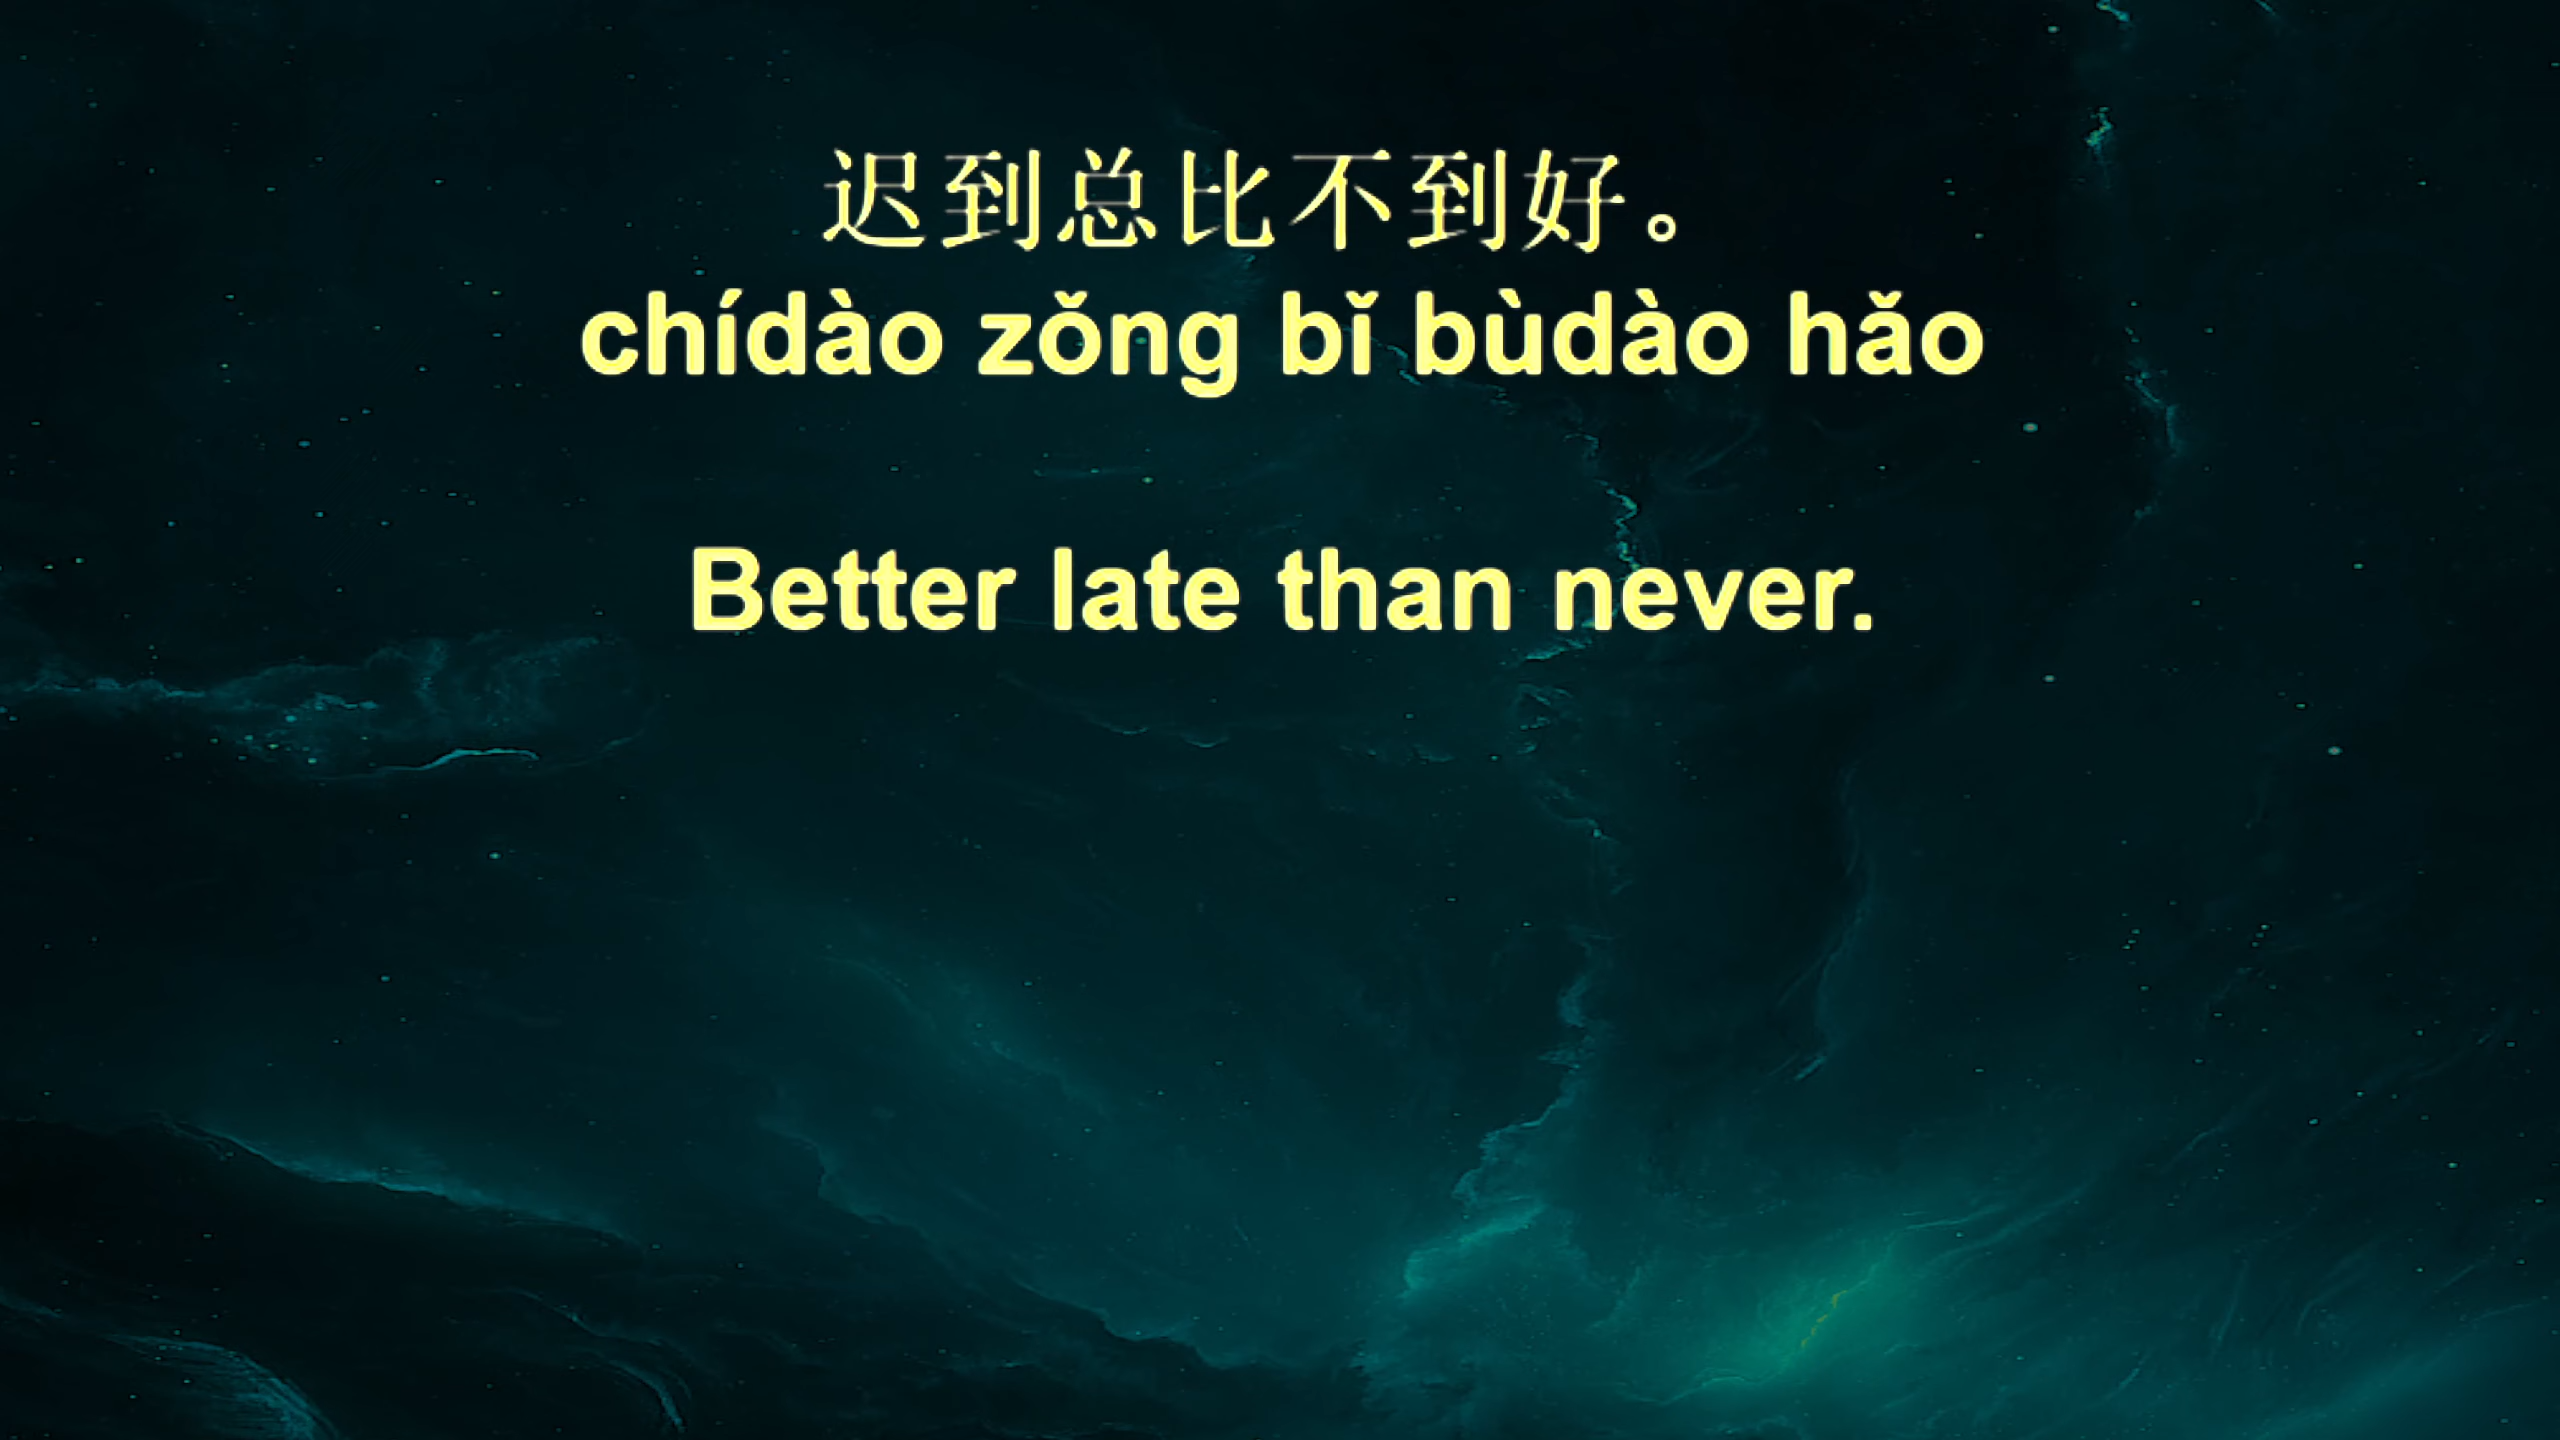 迟到总比不到好。
chídào zǒng bǐ bùdào hǎo
Better late than never.